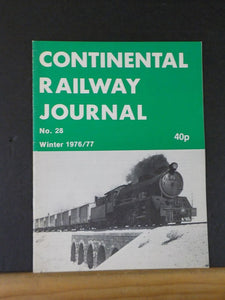 CONTINENTAL
RAILWAY
JOURNAL
No. 28
40p
Winter 1976/77